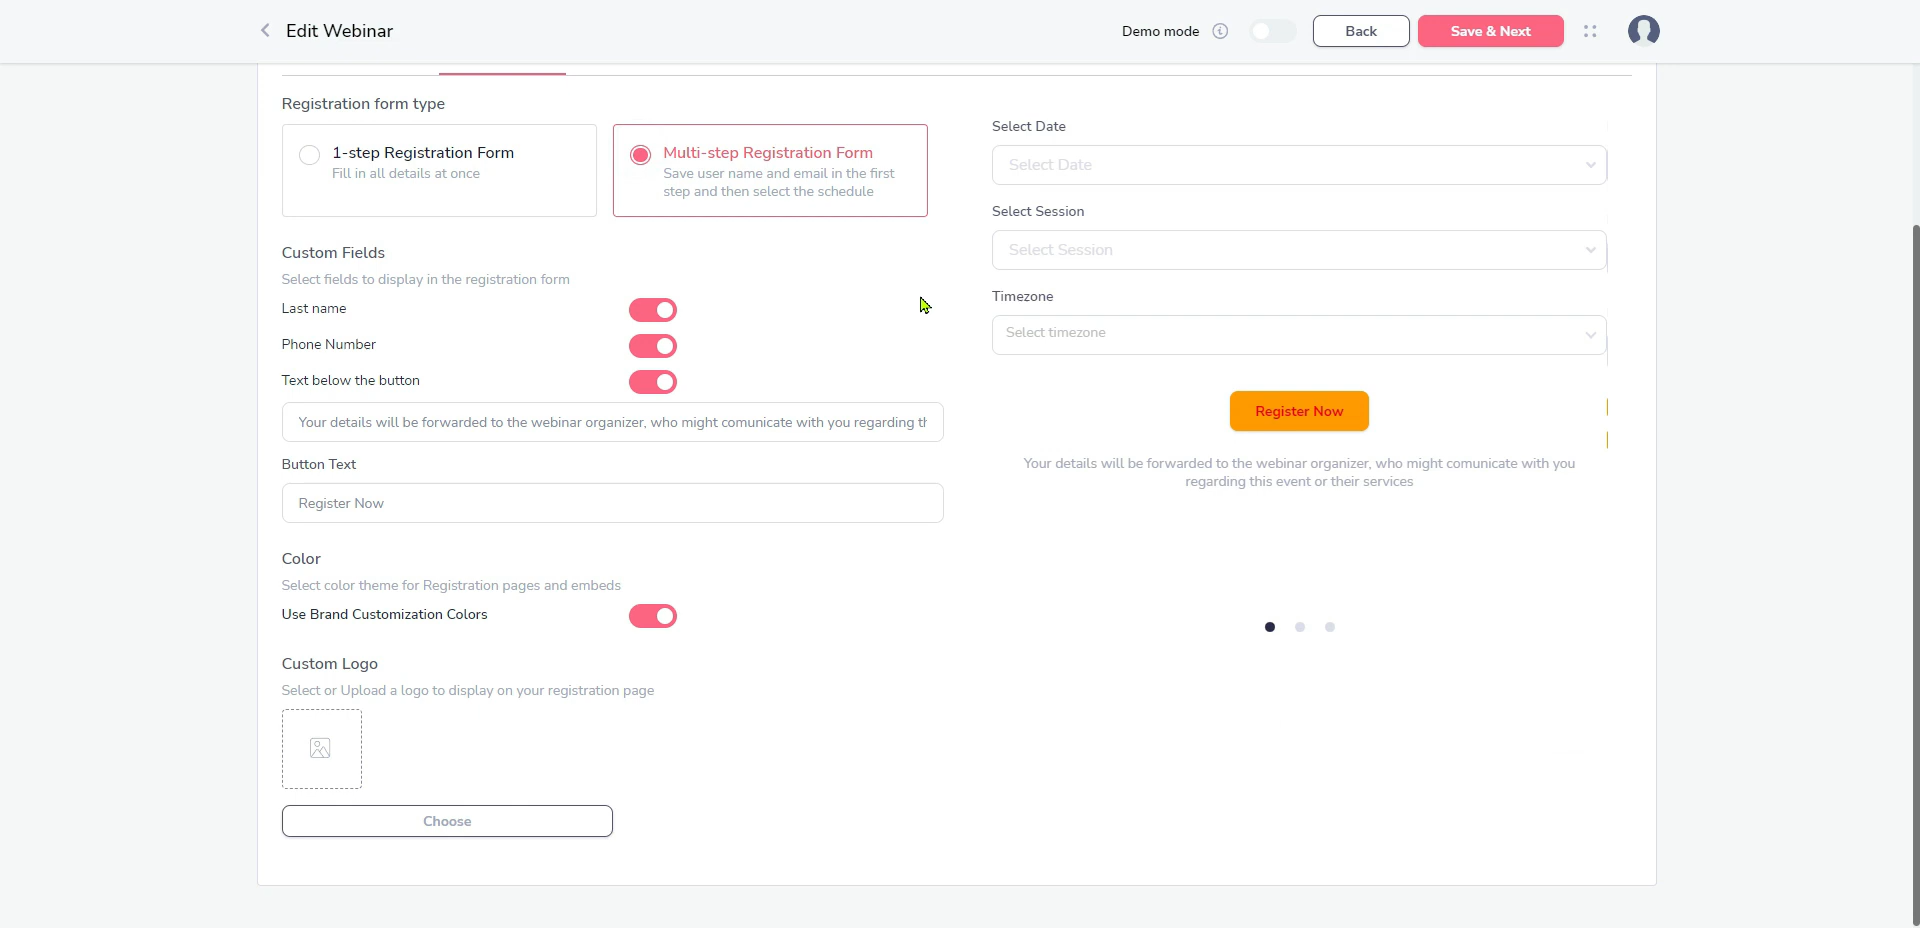 Edit Webinar
Demo mode
Back
Save & Next
Registration form type
1-step Registration Form
Fill in all details at once
Multi-step Registration Form
Save user name and email in the first
step and then select the schedule
Custom Fields
Select fields to display in the registration form
Last name
Phone Number
Text below the button
Your details will be forwarded to the webinar organizer, who might comunicate with you regarding th
Button Text
Register Now
Color
Select color theme for Registration pages and embeds
Use Brand Customization Colors
Custom Logo
Select or Upload a logo to display on your registration page
Choose
Select Date
Select Date
Select Session
Select Session
Timezone
Select timezone
Register Now
Your details will be forwarded to the webinar organizer, who might comunicate with you
regarding this event or their services